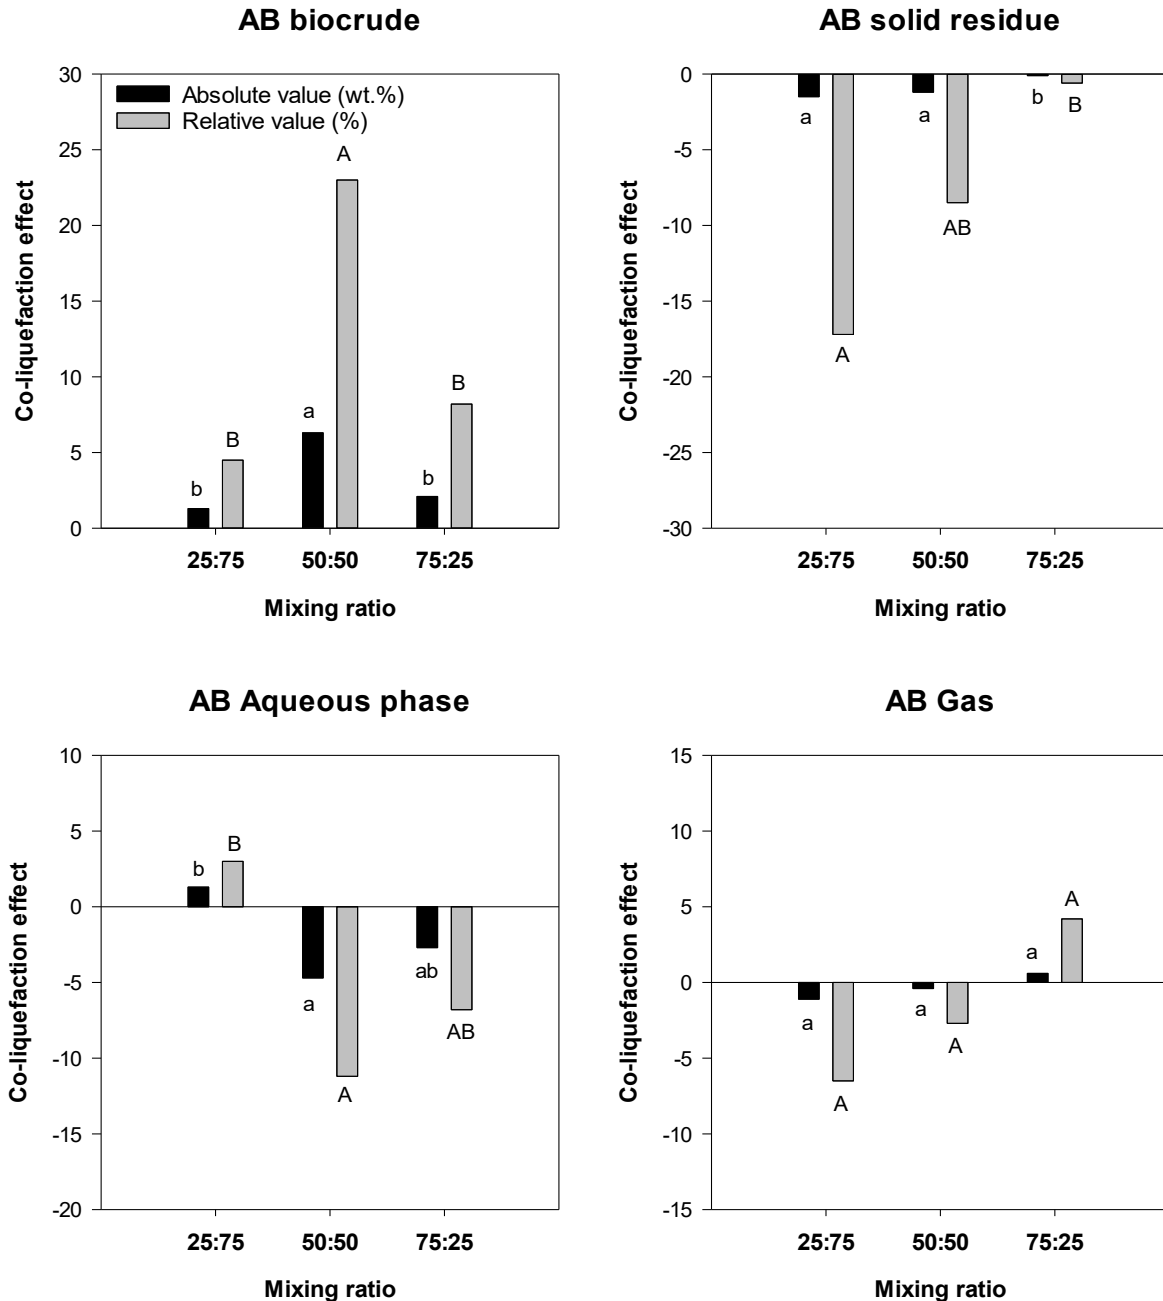 AB biocrude
Co-liquefaction effect
30
25
20
15
10
5
0
Absolute value (wt.%)
Relative value (%)
b
B
a
A
b
B
25:75
50:50
75:25
Mixing ratio
AB solid residue
Co-liquefaction effect
0
-5
-10
-15
-20
-25
-30
a
A
a
AB
b
B
25:75
50:50
75:25
Mixing ratio
AB Aqueous phase
Co-liquefaction effect
10
5
0
-5
-10
-15
-20
b
B
a
A
ab
AB
25:75
50:50
75:25
Mixing ratio
AB Gas
Co-liquefaction effect
15
10
5
0
-5
-10
-15
a
A
a
A
a
A
25:75
50:50
75:25
Mixing ratio